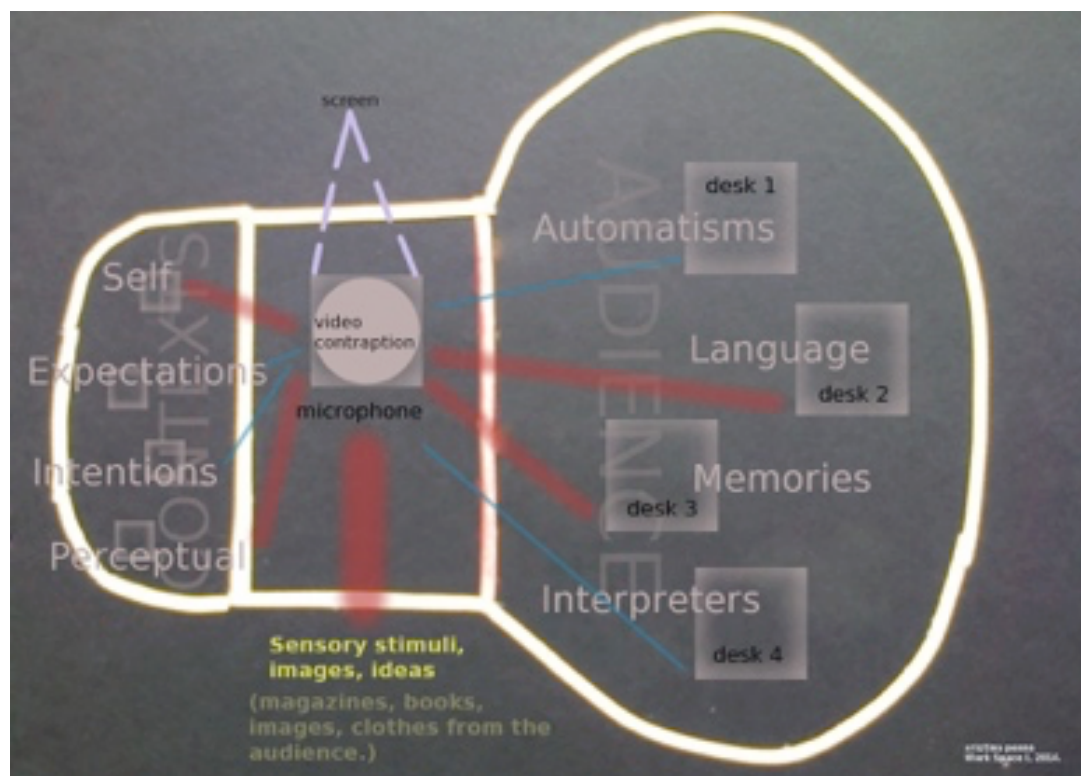 screen
desk 1
Automatisms
Self
video
contraption
Language
Expectations
desk 2
microphone
Intentions
Memories
desk 3
Perceptual
Interpreters
desk 4
CONTEXTS
AUDIENCE
Sensory stimuli,
images, ideas
(magazines, books,
images, clothes from the
audience.)